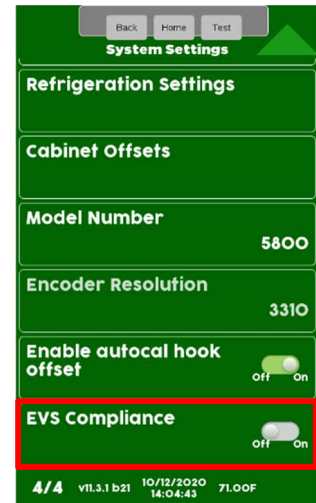 Back Home Test
System Settings
Refrigeration Settings
Cabinet Offsets
Model Number
5800
Encoder Resolution
3310
Enable autocal hook
offset
Off On
EVS Compliance
Off On
4/4 v11.3.1 b21 10/12/2020 71.00F
14:04:43